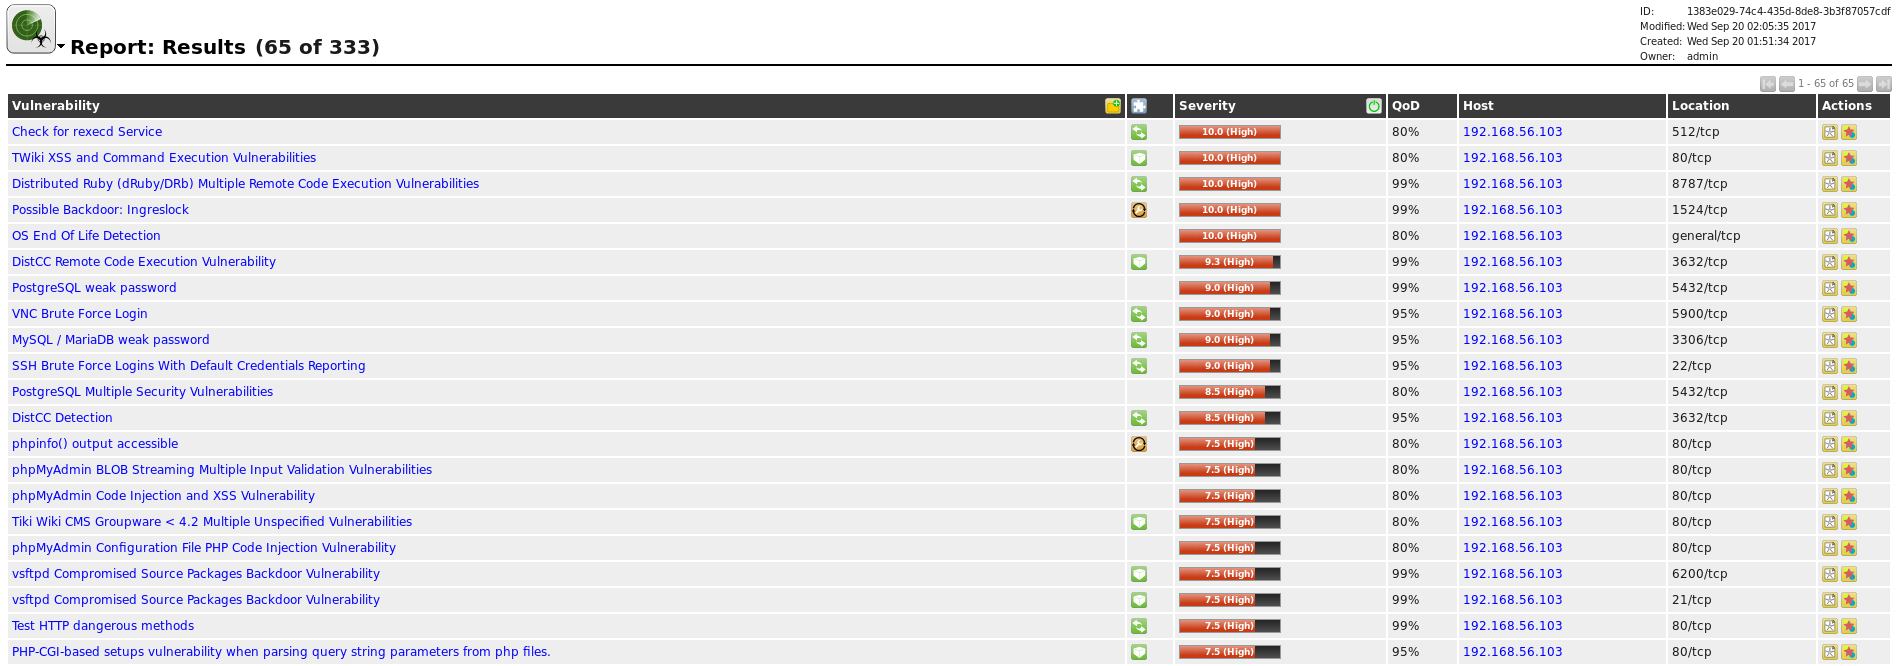 Report: Results (65 of 333)
ID: 1383e029-74c4-435d-8de8-3b3f87057cdf
Modified: Wed Sep 20 02:05:35 2017
Created: Wed Sep 20 01:51:34 2017
Owner: admin
1 - 65 of 65
Vulnerability Severity QoD Host Location Actions
Check for rexecd Service 10.0 (High) 80% 192.168.56.103 512/tcp
TWiki XSS and Command Execution Vulnerabilities 10.0 (High) 80% 192.168.56.103 80/tcp
Distributed Ruby (dRuby/DRb) Multiple Remote Code Execution Vulnerabilities 10.0 (High) 99% 192.168.56.103 8787/tcp
Possible Backdoor: Ingreslock 10.0 (High) 99% 192.168.56.103 1524/tcp
OS End Of Life Detection 10.0 (High) 80% 192.168.56.103 general/tcp
DistCC Remote Code Execution Vulnerability 9.3 (High) 99% 192.168.56.103 3632/tcp
PostgreSQL weak password 9.0 (High) 99% 192.168.56.103 5432/tcp
VNC Brute Force Login 9.0 (High) 95% 192.168.56.103 5900/tcp
MySQL / MariaDB weak password 9.0 (High) 95% 192.168.56.103 3306/tcp
SSH Brute Force Logins With Default Credentials Reporting 9.0 (High) 95% 192.168.56.103 22/tcp
PostgreSQL Multiple Security Vulnerabilities 8.5 (High) 80% 192.168.56.103 5432/tcp
DistCC Detection 8.5 (High) 95% 192.168.56.103 3632/tcp
phpinfo() output accessible 7.5 (High) 80% 192.168.56.103 80/tcp
phpMyAdmin BLOB Streaming Multiple Input Validation Vulnerabilities 7.5 (High) 80% 192.168.56.103 80/tcp
phpMyAdmin Code Injection and XSS Vulnerability 7.5 (High) 80% 192.168.56.103 80/tcp
Tiki Wiki CMS Groupware < 4.2 Multiple Unspecified Vulnerabilities 7.5 (High) 80% 192.168.56.103 80/tcp
phpMyAdmin Configuration File PHP Code Injection Vulnerability 7.5 (High) 80% 192.168.56.103 80/tcp
vsftpd Compromised Source Packages Backdoor Vulnerability 7.5 (High) 99% 192.168.56.103 6200/tcp
vsftpd Compromised Source Packages Backdoor Vulnerability 7.5 (High) 99% 192.168.56.103 21/tcp
Test HTTP dangerous methods 7.5 (High) 99% 192.168.56.103 80/tcp
PHP-CGI-based setups vulnerability when parsing query string parameters from php files. 7.5 (High) 95% 192.168.56.103 80/tcp